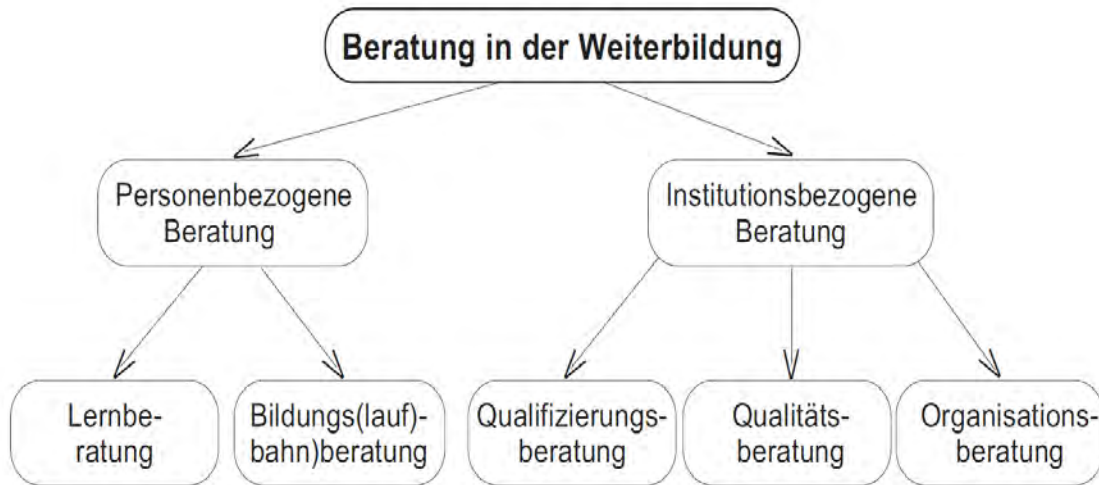 Beratung in der Weiterbildung
Personenbezogene
Beratung
Institutionsbezogene
Beratung
Lernbe-
ratung
Bildungs(lauf)-
bahn)beratung
Qualifizierungs-
beratung
Qualitäts-
beratung
Organisations-
beratung